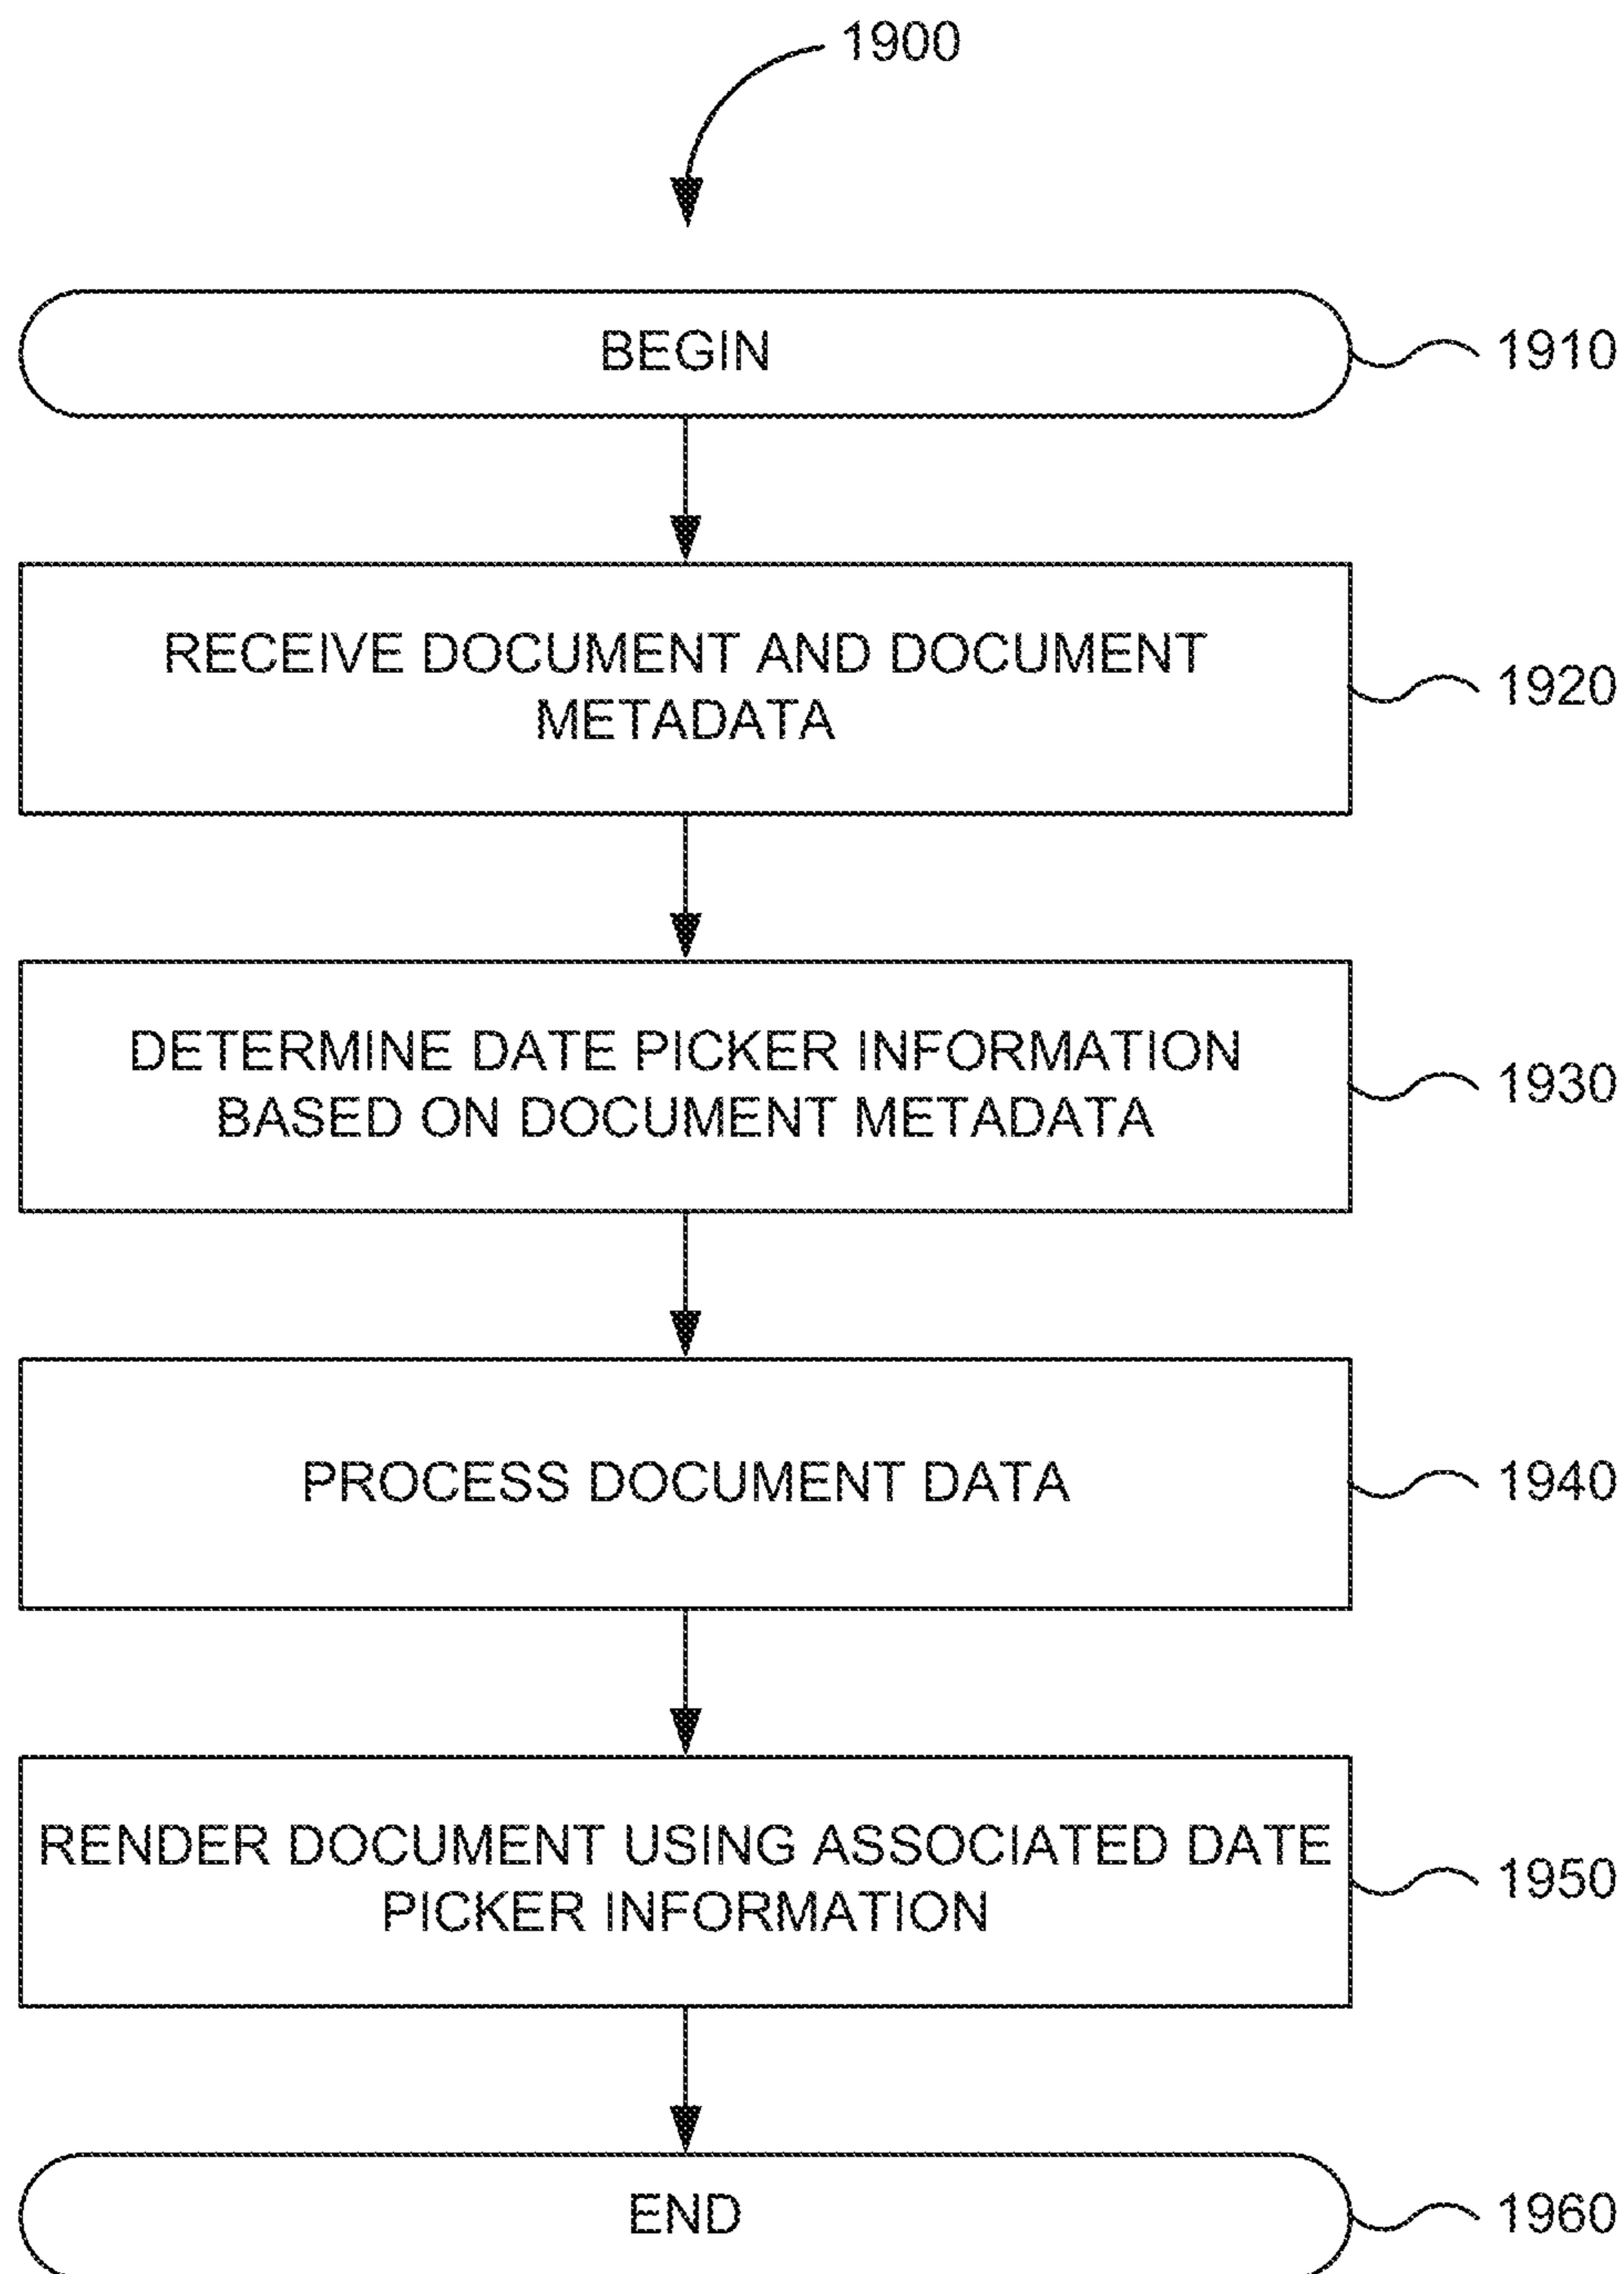 1900
BEGIN
1910
RECEIVE DOCUMENT AND DOCUMENT
METADATA
1920
DETERMINE DATE PICKER INFORMATION
BASED ON DOCUMENT METADATA
1930
PROCESS DOCUMENT DATA
1940
RENDER DOCUMENT USING ASSOCIATED DATE
PICKER INFORMATION
1950
END
1960